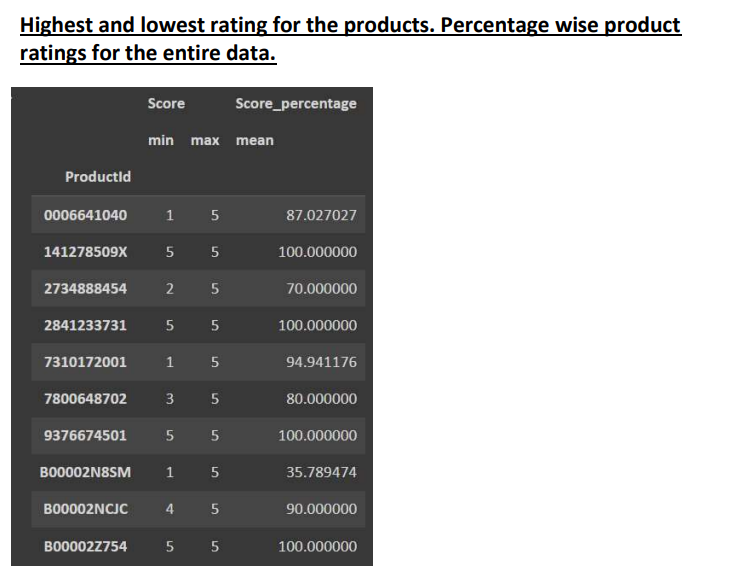 Highest and lowest rating for the products. Percentage wise product
ratings for the entire data.
Score Score_percentage
min max mean
ProductId
0006641040 1 5 87.027027
141278509X 5 5 100.000000
2734888454 2 5 70.000000
2841233731 5 5 100.000000
7310172001 1 5 94.941176
7800648702 3 5 80.000000
9376674501 5 5 100.000000
B00002N8SM 1 5 35.789474
B00002NCJC 4 5 90.000000
B00002Z754 5 5 100.000000